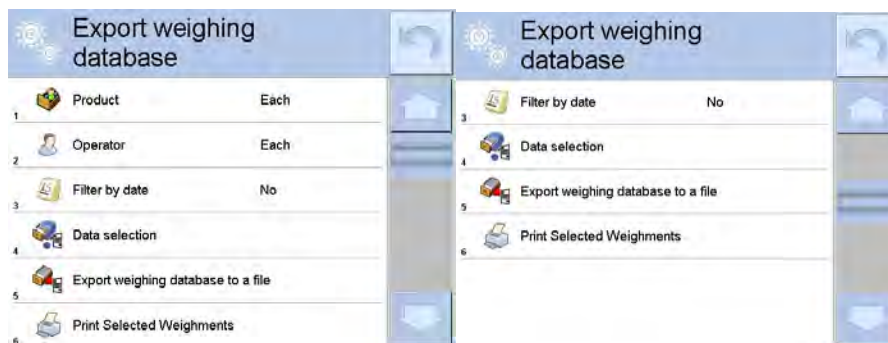 Export weighing
database
1 Product Each
2 Operator Each
3 Filter by date No
4 Data selection
5 Export weighing database to a file
6 Print Selected Weighments
Export weighing
database
3 Filter by date No
4 Data selection
5 Export weighing database to a file
6 Print Selected Weighments